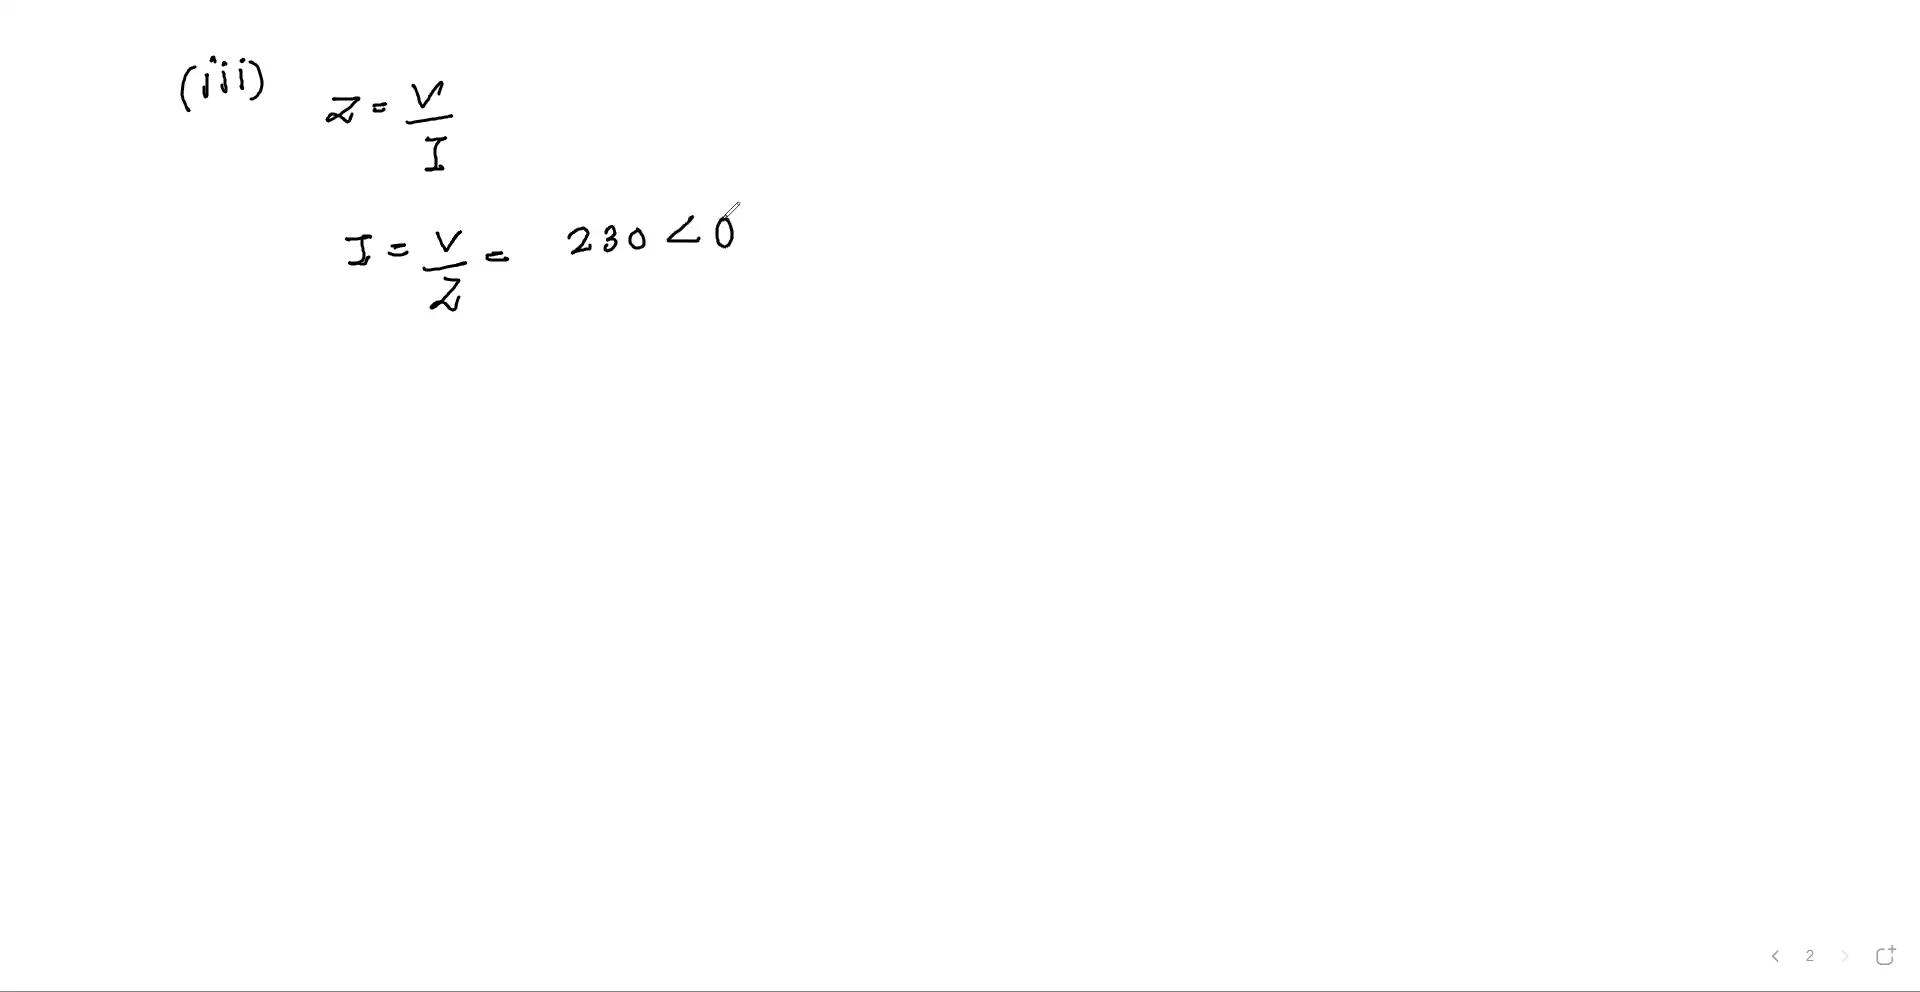 (iii) Z = V/I
I = V/Z = 230 ∠ 0
2